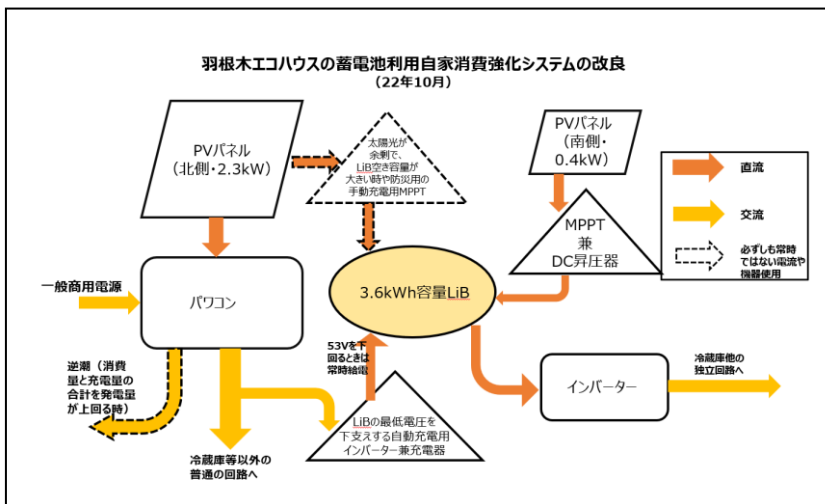 羽根木エコハウスの蓄電池利用自家消費強化システムの改良
（22年10月）
PVパネル
（北側・2.3kW）
太陽光が
余剰で、
LiB空き容量が
大きい時や防災用の
手動充電用MPPT
PVパネル
（南側・
0.4kW）
MPPT
兼
DC昇圧器
直流
交流
必ずしも常時
ではない電流や
機器使用
一般商用電源
パワコン
3.6kWh容量LiB
逆潮（消費
量と充電量の
合計を発電量
が上回る時）
冷蔵庫等以外の
普通の回路へ
53Vを下
回るときは
常時給電
LiBの最低電圧を
下支えする自動充電用
インバーター兼充電器
インバーター
冷蔵庫他の
独立回路へ